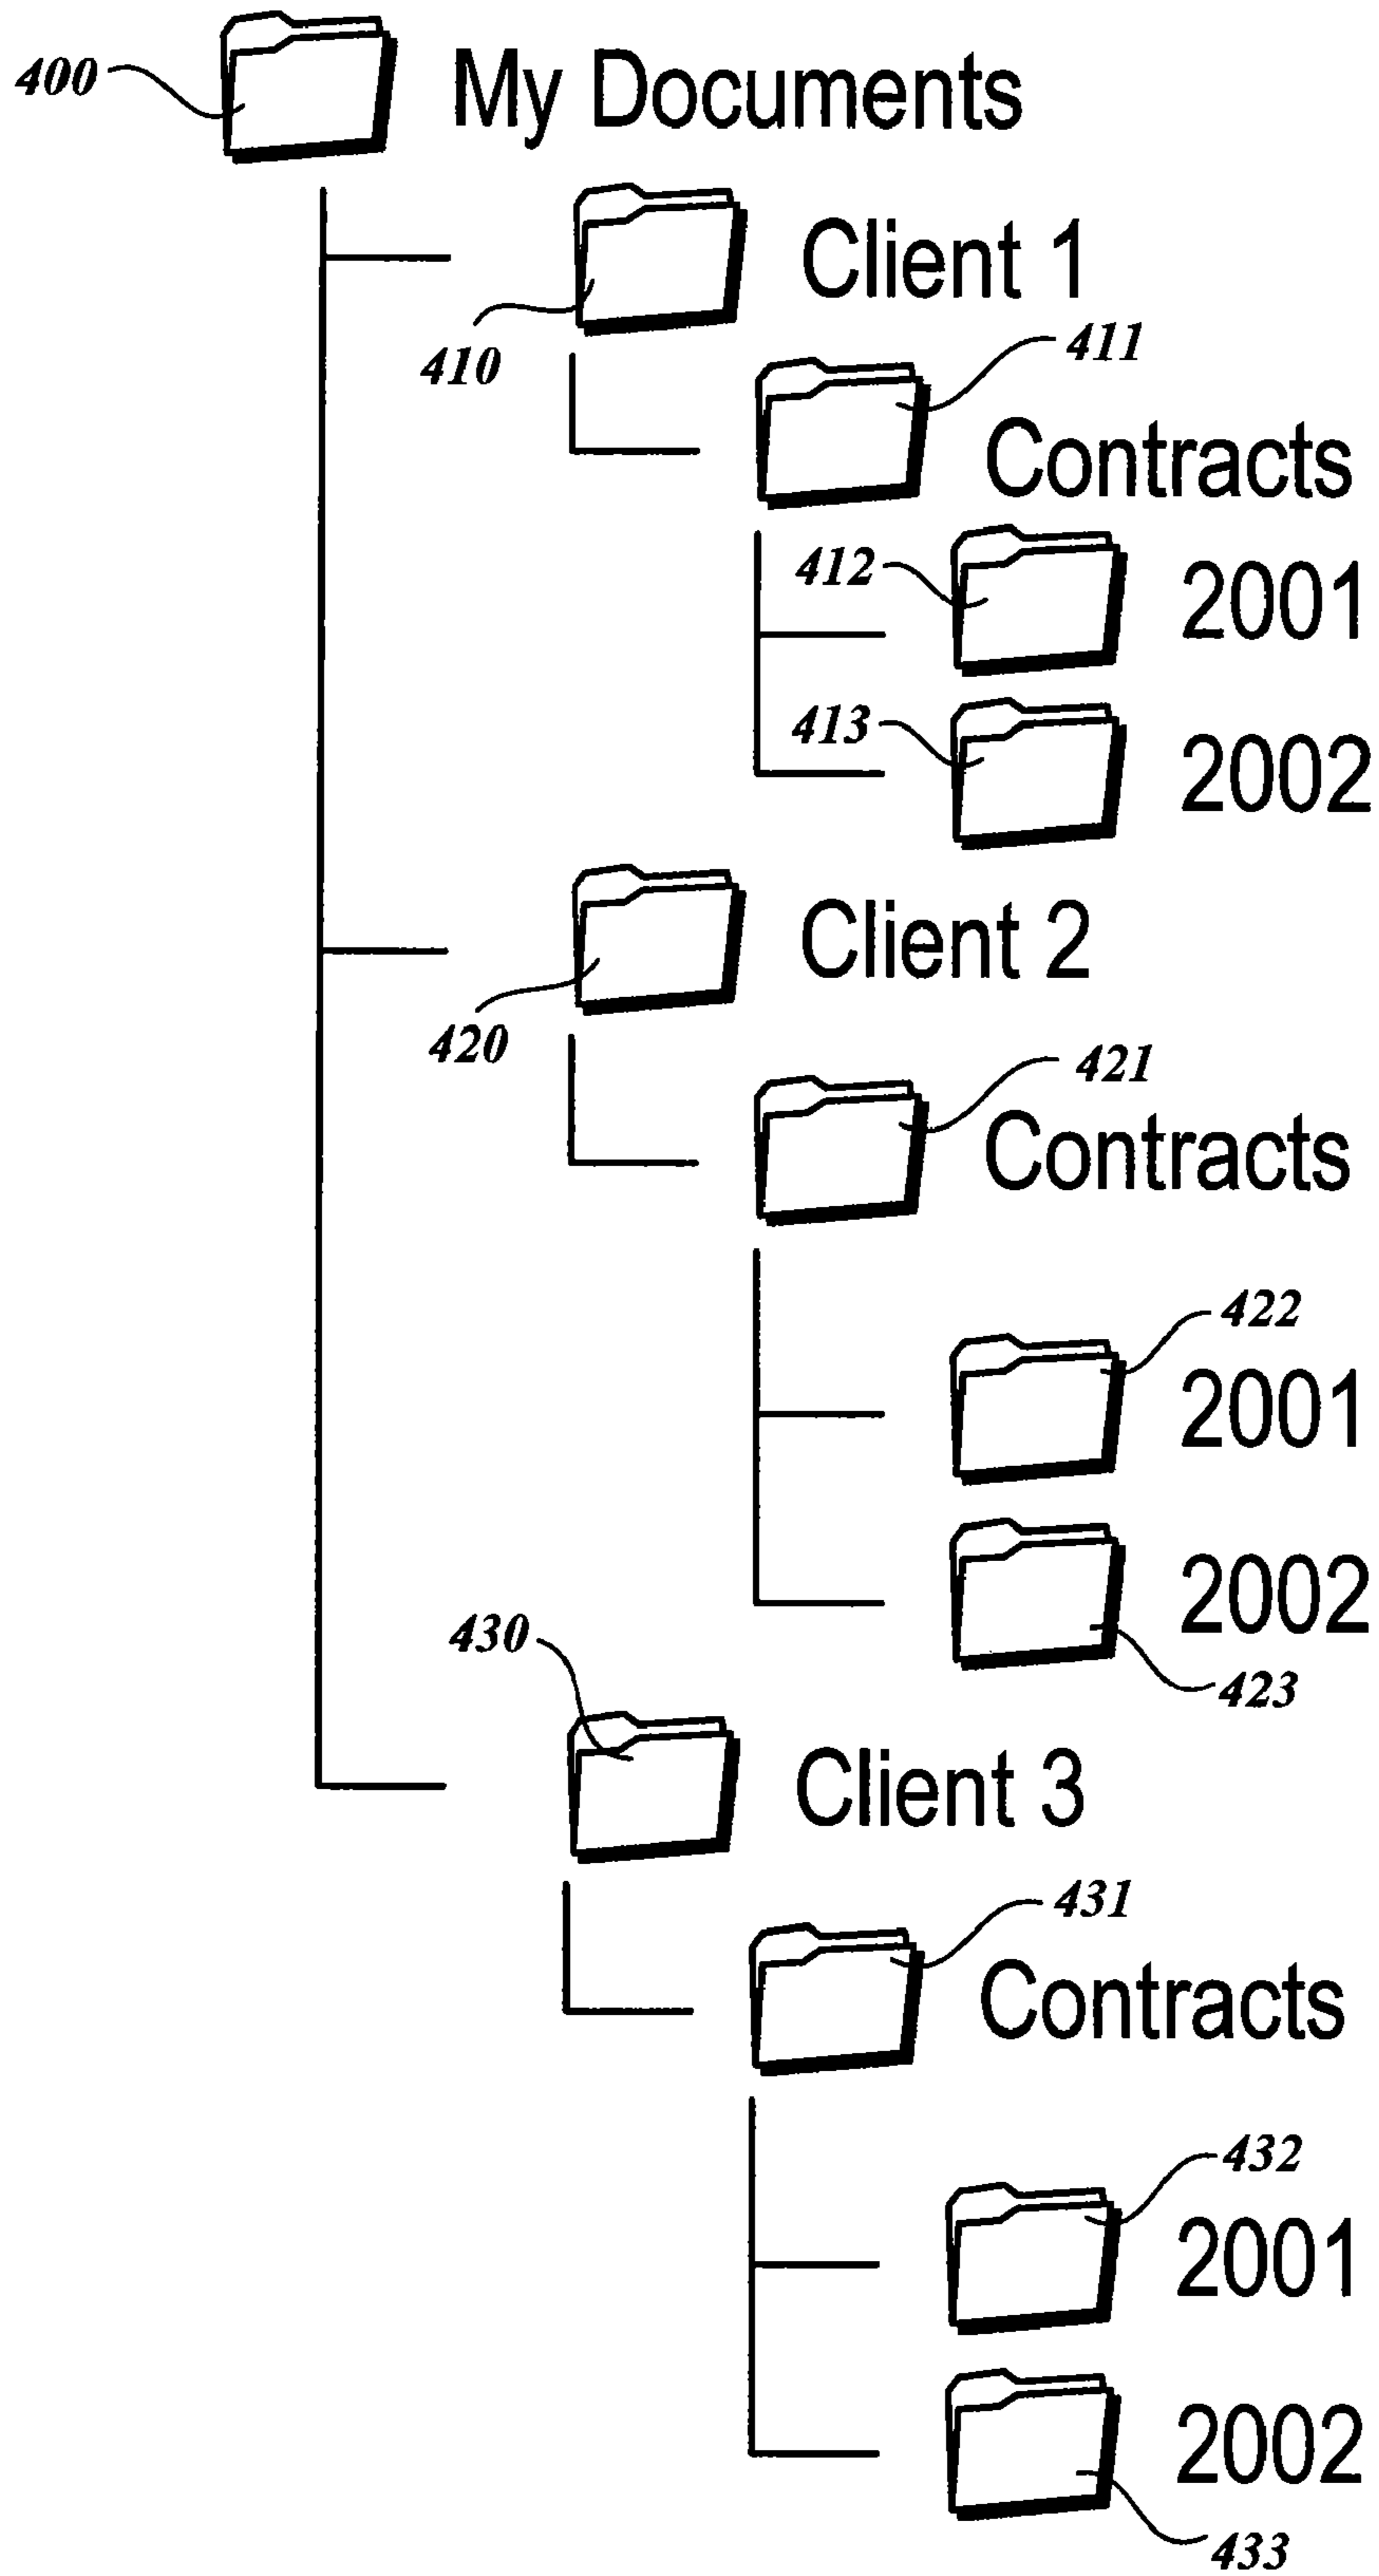 400 My Documents
Client 1
410
411
Contracts
412 2001
413 2002
Client 2
420
421
Contracts
422
2001
2002
423
430
Client 3
431
Contracts
432
2001
2002
433